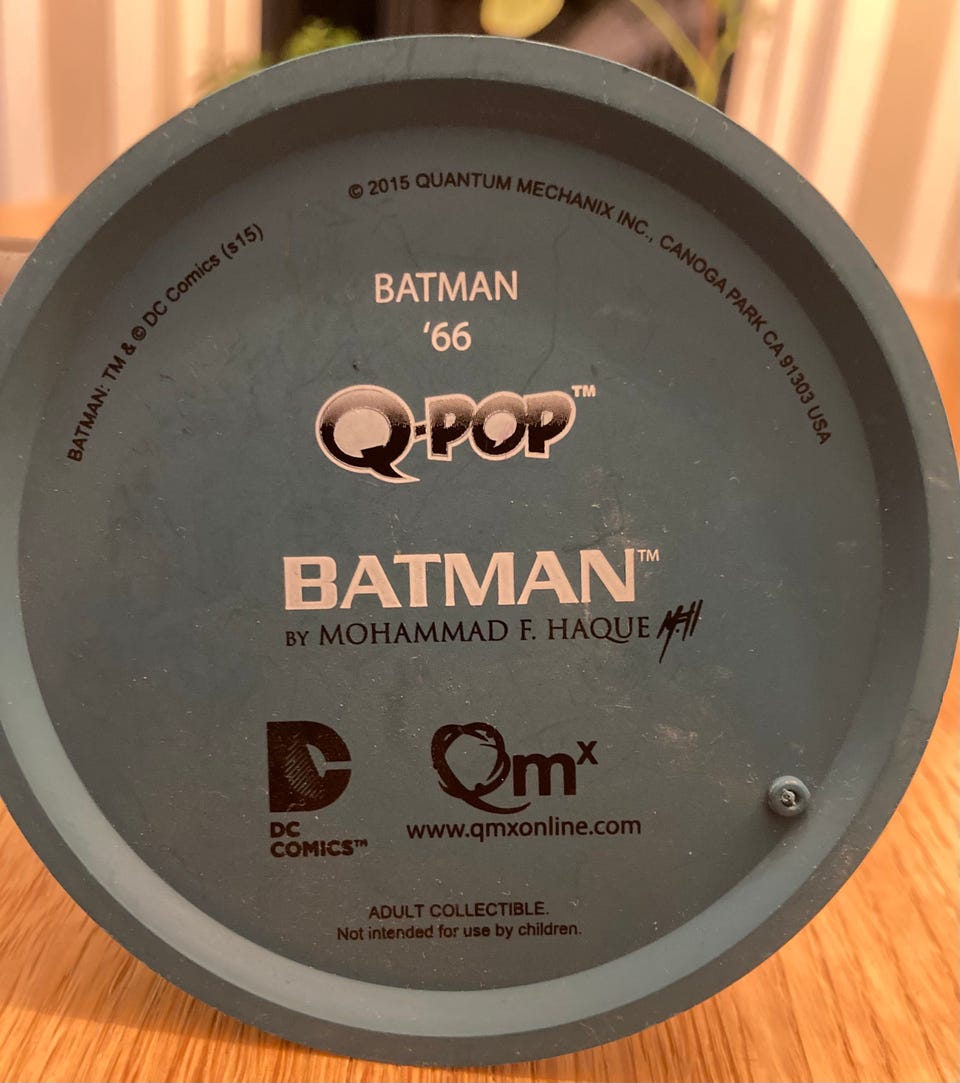 © 2015 QUANTUM MECHANIX INC., CANOGA PARK CA 91303 USA
BATMAN: TM & © DC Comics (s15)
BATMAN
‘66
Q-POP™
BATMAN™
BY MOHAMMAD F. HAQUE MFH
DC
COMICS™
Qmx
www.qmxonline.com
ADULT COLLECTIBLE.
Not intended for use by children.